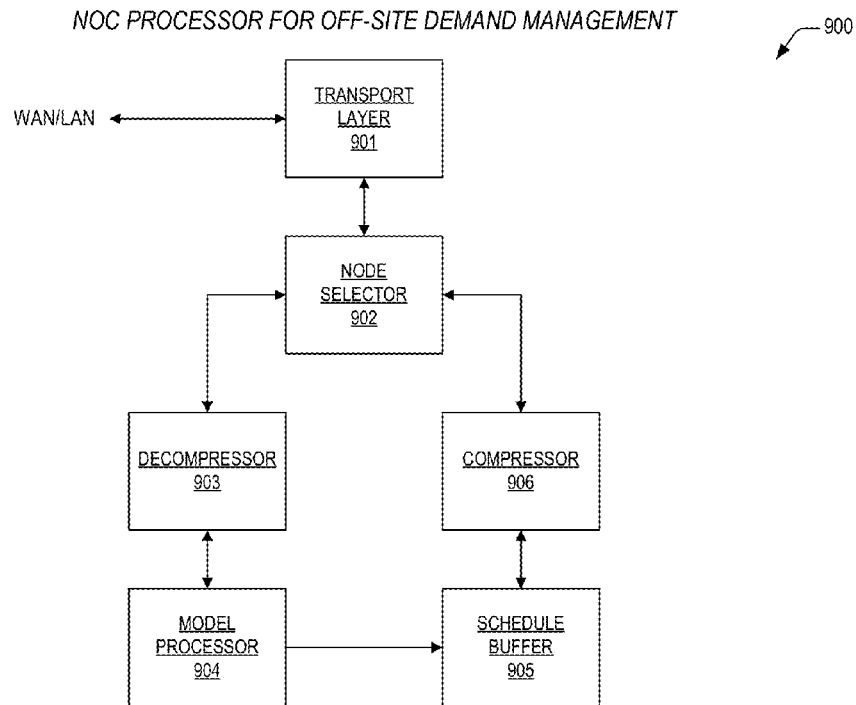 NOC PROCESSOR FOR OFF-SITE DEMAND MANAGEMENT
900
TRANSPORT
LAYER
901
WAN/LAN
NODE
SELECTOR
902
DECOMPRESSOR
903
COMPRESSOR
906
MODEL
PROCESSOR
904
SCHEDULE
BUFFER
905